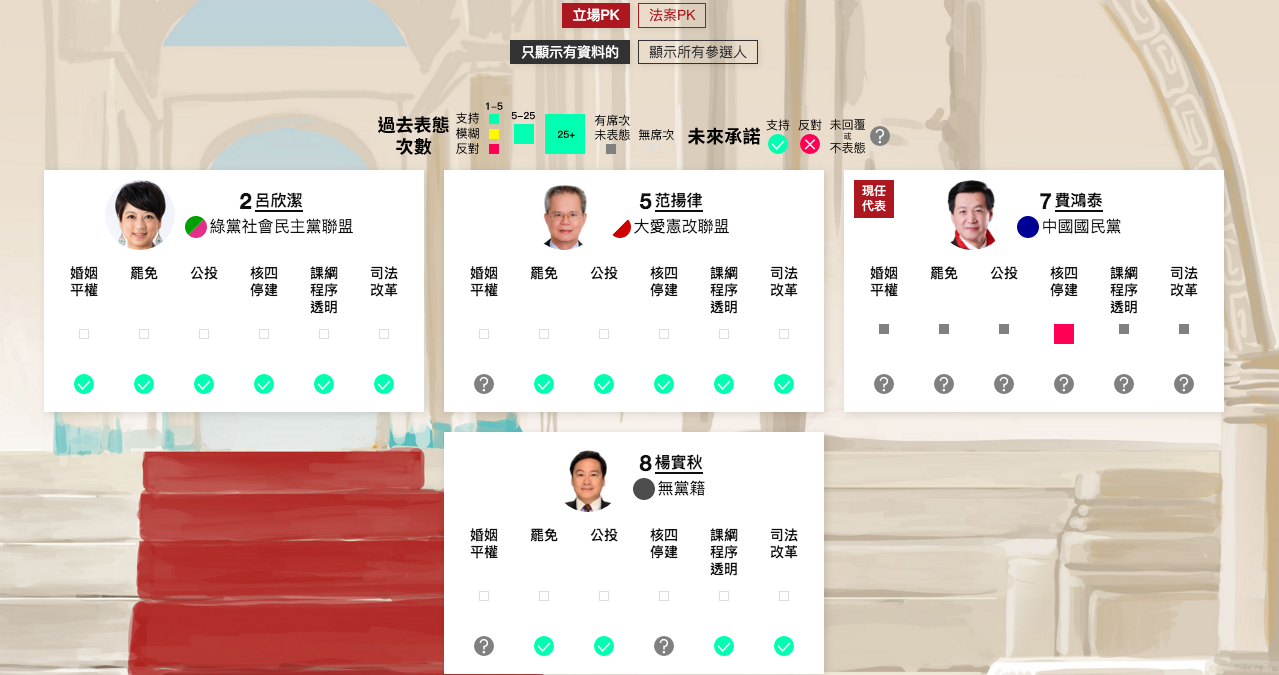 立場PK 法案PK
只顯示有資料的 顯示所有參選人
過去表態
次數
支持
模糊
反對
1-5
5-25
25+
有席次
未表態
無席次
未來承諾
支持
反對
未回覆
或
不表態
2 呂欣潔
綠黨社會民主黨聯盟
婚姻
平權
罷免
公投
核四
停建
課綱
程序
透明
司法
改革
5 范揚律
大愛憲改聯盟
婚姻
平權
罷免
公投
核四
停建
課綱
程序
透明
司法
改革
現任
代表
7 費鴻泰
中國國民黨
婚姻
平權
罷免
公投
核四
停建
課綱
程序
透明
司法
改革
8 楊實秋
無黨籍
婚姻
平權
罷免
公投
核四
停建
課綱
程序
透明
司法
改革